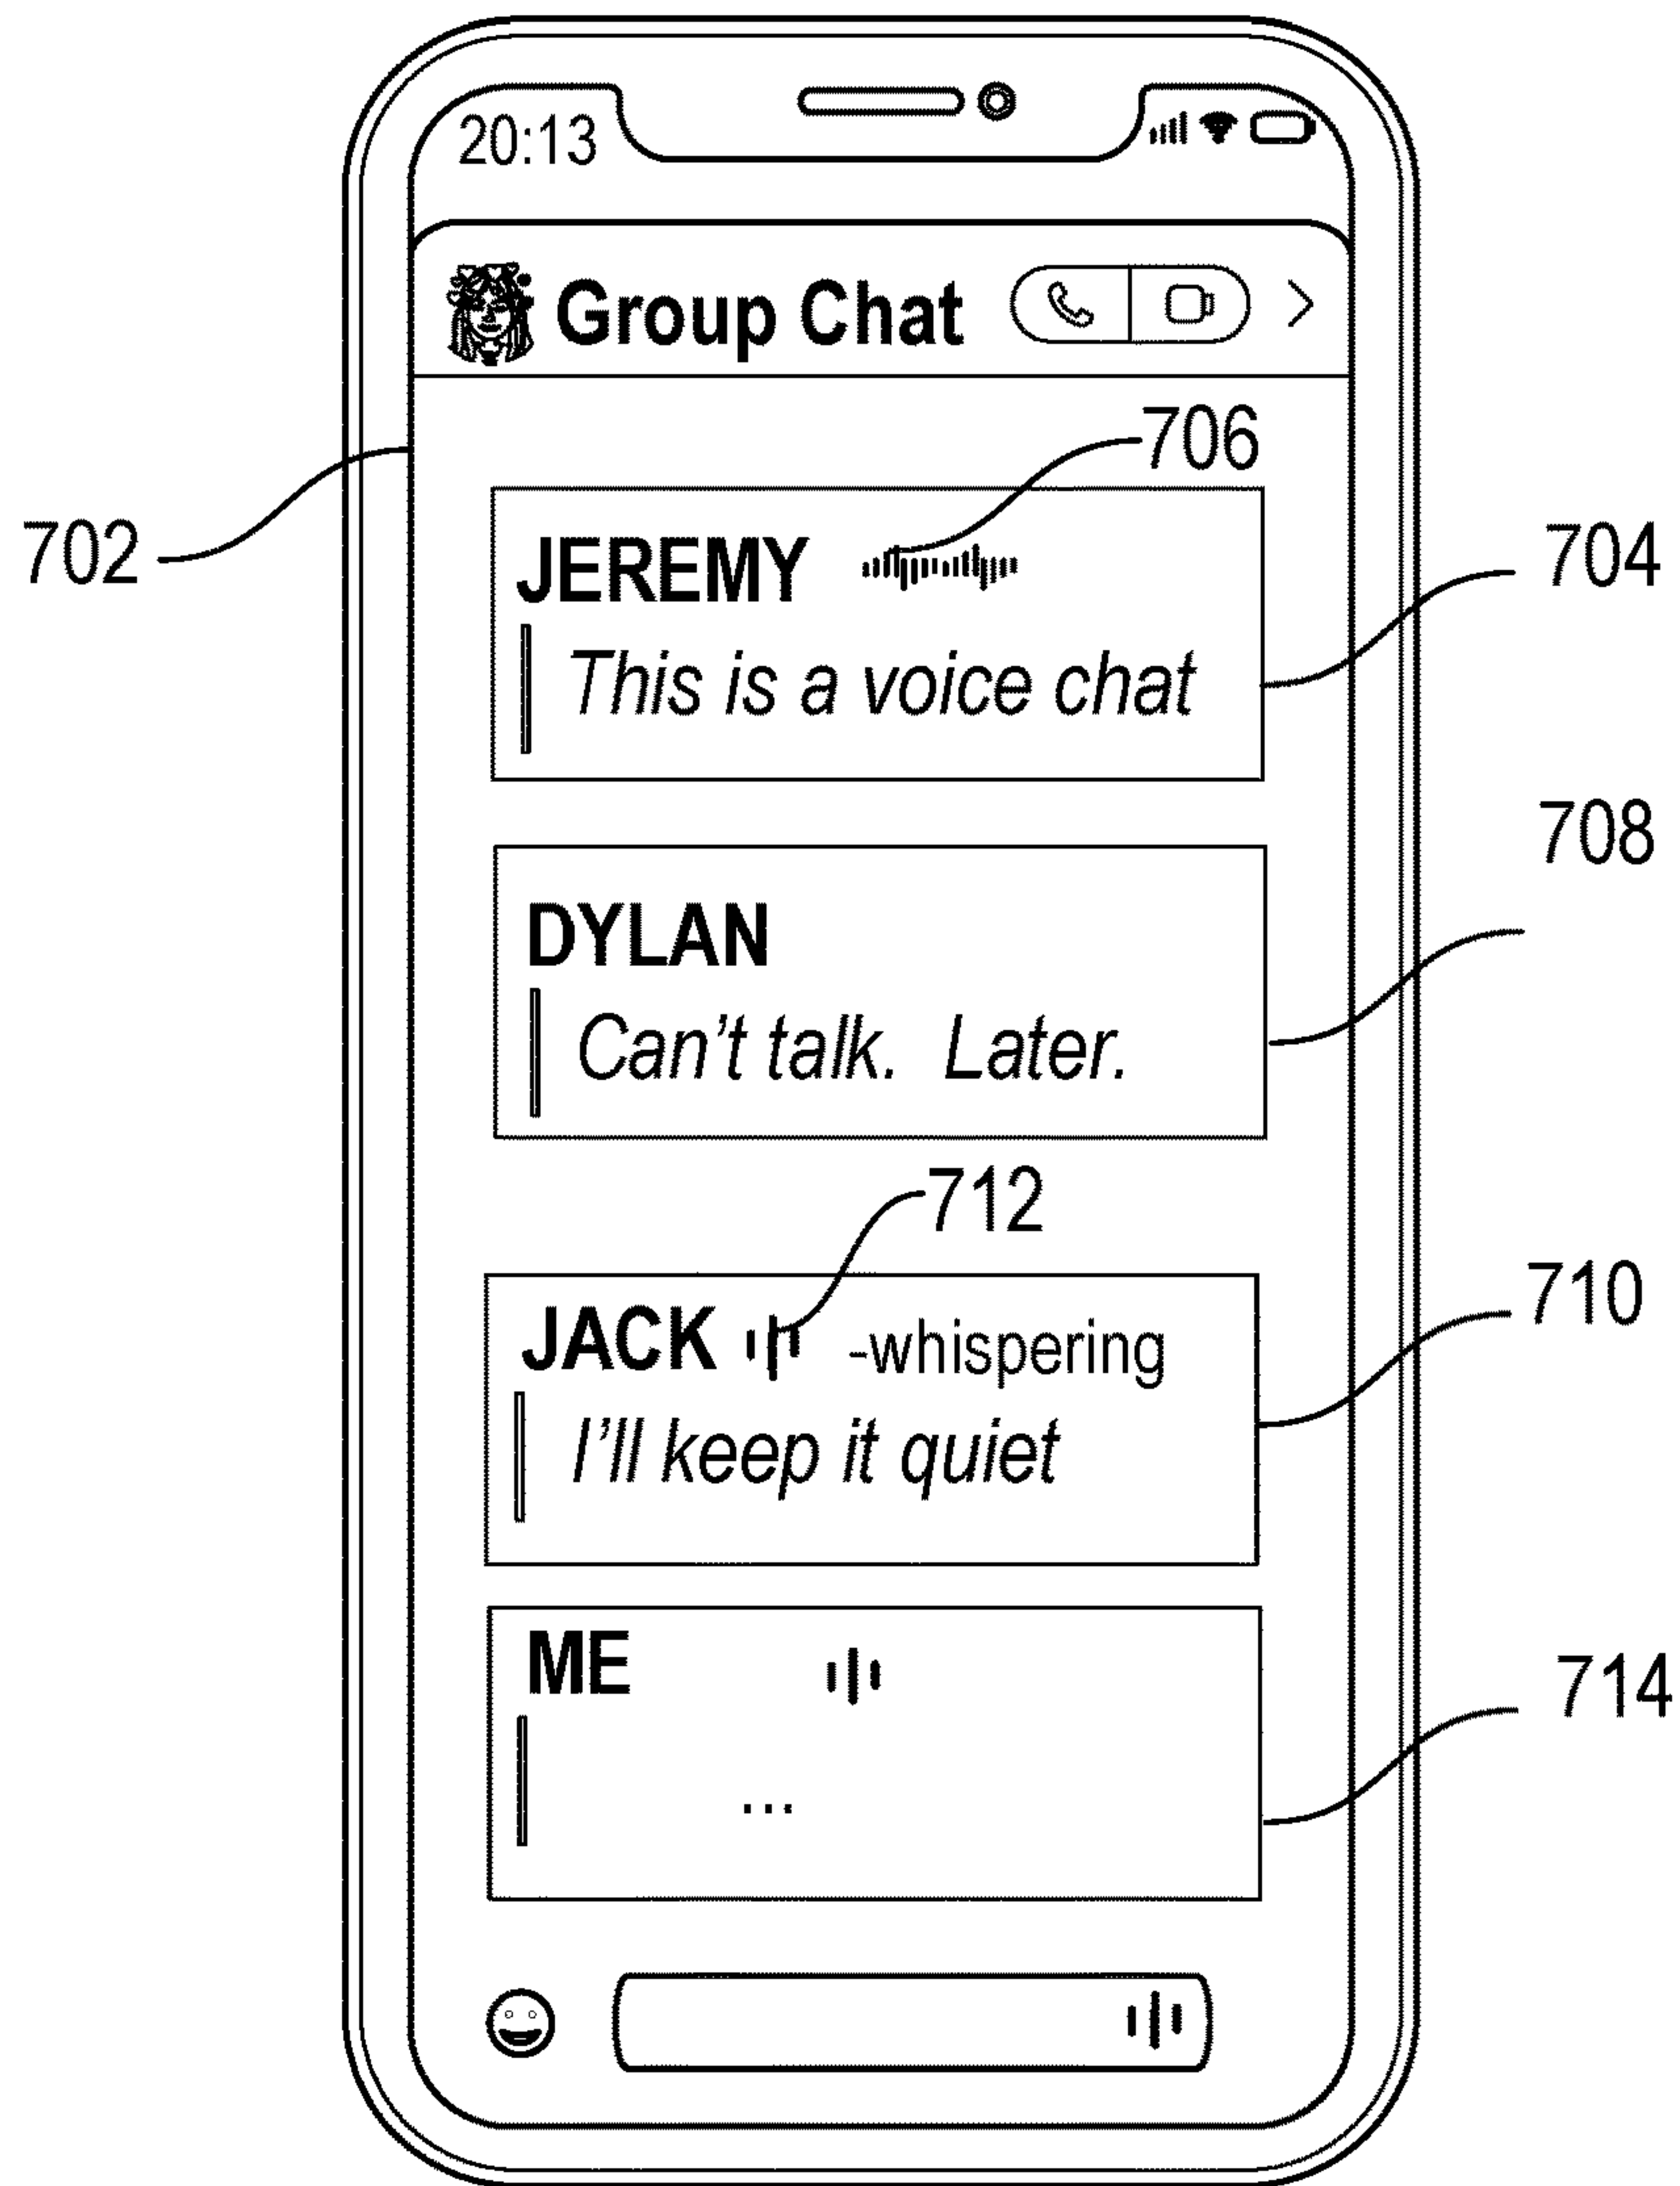 20:13
Group Chat
706
702
JEREMY
704
This is a voice chat
708
DYLAN
Can't talk.  Later.
712
710
JACK -whispering
I'll keep it quiet
ME
714
...